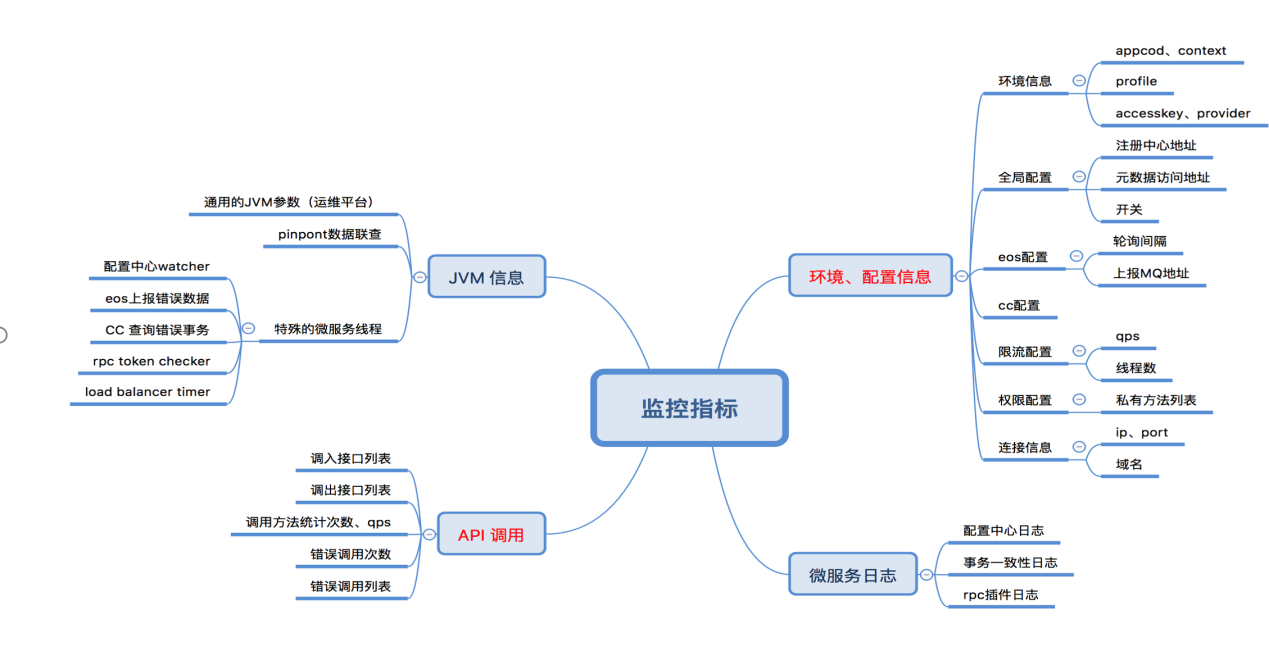 监控指标
环境、配置信息
环境信息
appcod、context
profile
accesskey、provider
全局配置
注册中心地址
元数据访问地址
开关
eos配置
轮询间隔
上报MQ地址
cc配置
限流配置
qps
线程数
权限配置
私有方法列表
连接信息
ip、port
域名
微服务日志
配置中心日志
事务一致性日志
rpc插件日志
JVM 信息
通用的JVM参数（运维平台）
pinpont数据联查
特殊的微服务线程
配置中心watcher
eos上报错误数据
CC 查询错误事务
rpc token checker
load balancer timer
API 调用
调入接口列表
调出接口列表
调用方法统计次数、qps
错误调用次数
错误调用列表